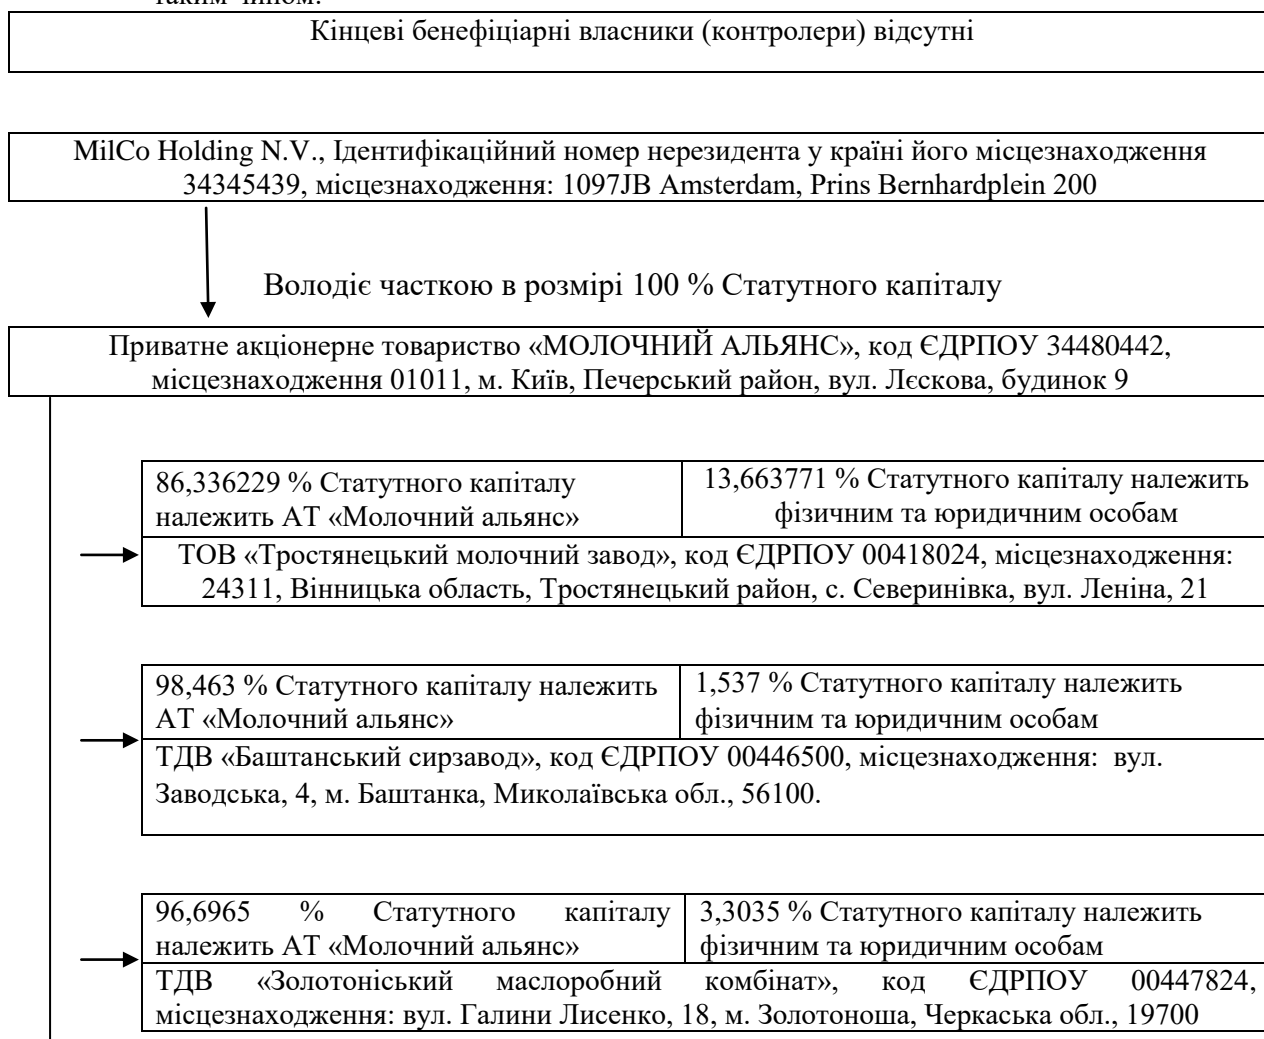 таким чином:
Кінцеві бенефіціарні власники (контролери) відсутні
MilCo Holding N.V., Ідентифікаційний номер нерезидента у країні його місцезнаходження
34345439, місцезнаходження: 1097JB Amsterdam, Prins Bernhardplein 200
Володіє часткою в розмірі 100 % Статутного капіталу
Приватне акціонерне товариство «МОЛОЧНИЙ АЛЬЯНС», код ЄДРПОУ 34480442,
місцезнаходження 01011, м. Київ, Печерський район, вул. Лєскова, будинок 9
86,336229 % Статутного капіталу
належить АТ «Молочний альянс»
13,663771 % Статутного капіталу належить
фізичним та юридичним особам
ТОВ «Тростянецький молочний завод», код ЄДРПОУ 00418024, місцезнаходження:
24311, Вінницька область, Тростянецький район, с. Северинівка, вул. Леніна, 21
98,463 % Статутного капіталу належить
АТ «Молочний альянс»
1,537 % Статутного капіталу належить
фізичним та юридичним особам
ТДВ «Баштанський сирзавод», код ЄДРПОУ 00446500, місцезнаходження: вул.
Заводська, 4, м. Баштанка, Миколаївська обл., 56100.
96,6965 % Статутного капіталу
належить АТ «Молочний альянс»
3,3035 % Статутного капіталу належить
фізичним та юридичним особам
ТДВ «Золотоніський маслоробний комбінат», код ЄДРПОУ 00447824,
місцезнаходження: вул. Галини Лисенко, 18, м. Золотоноша, Черкаська обл., 19700